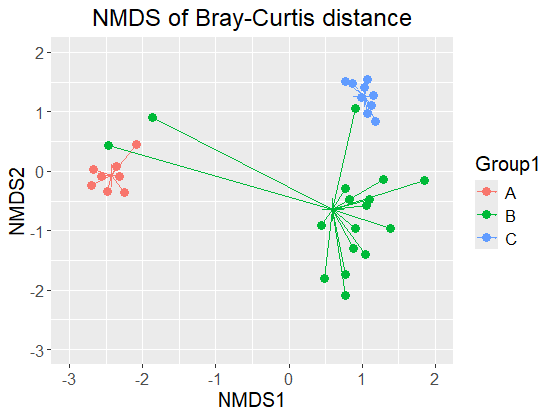 NMDS of Bray-Curtis distance
2
1
0
-1
-2
-3
NMDS2
-3
-2
-1
0
1
2
NMDS1
Group1
A
B
C